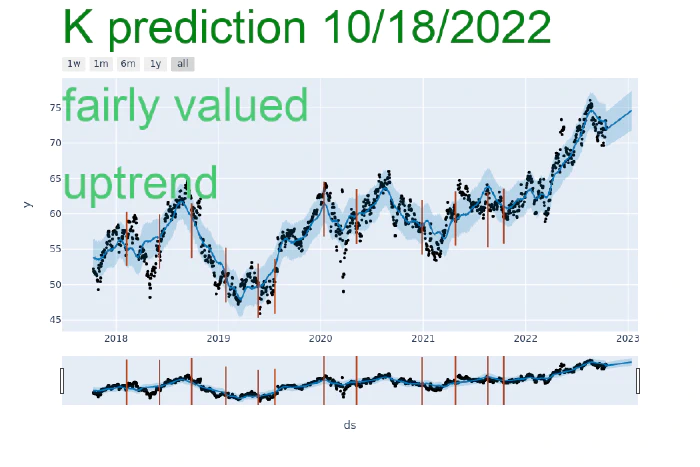 K prediction 10/18/2022
1w 1m 6m 1y all
fairly valued
uptrend
75
70
65
60
55
50
45
y
2018 2019 2020 2021 2022 2023
ds